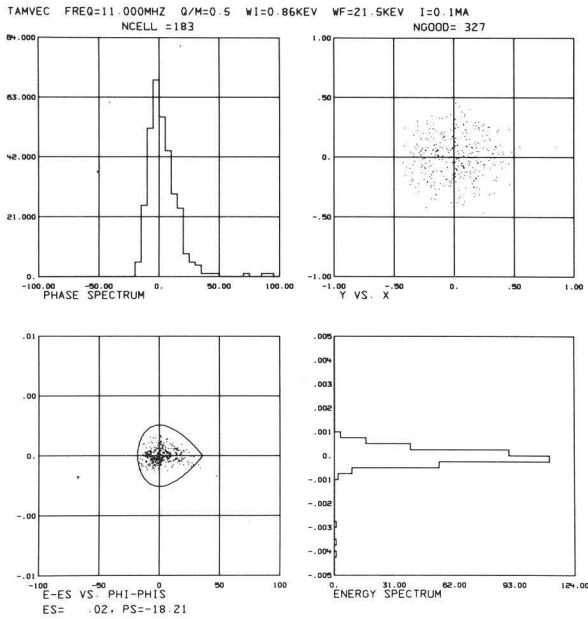 TAMVEC FREQ=11.000MHZ Q/M=0.5 WI=0.86KEV WF=21.5KEV I=0.1MA
NCELL =183
84.000
63.000
42.000
21.000
0.
-100.00 -50.00 0. 50.00 100.00
PHASE SPECTRUM
NGOOD= 327
1.00
.50
0.
-.50
-1.00
-1.00 -.50 0. .50 1.00
Y VS. X
.01
.00
0.
-.00
-.01
-100 -50 0 50 100
E-ES VS. PHI-PHIS
ES= .02, PS=-18.21
.005
.004
.003
.001
0.
-.001
-.003
-.004
-.005
0. 31.00 62.00 93.00 124.00
ENERGY SPECTRUM